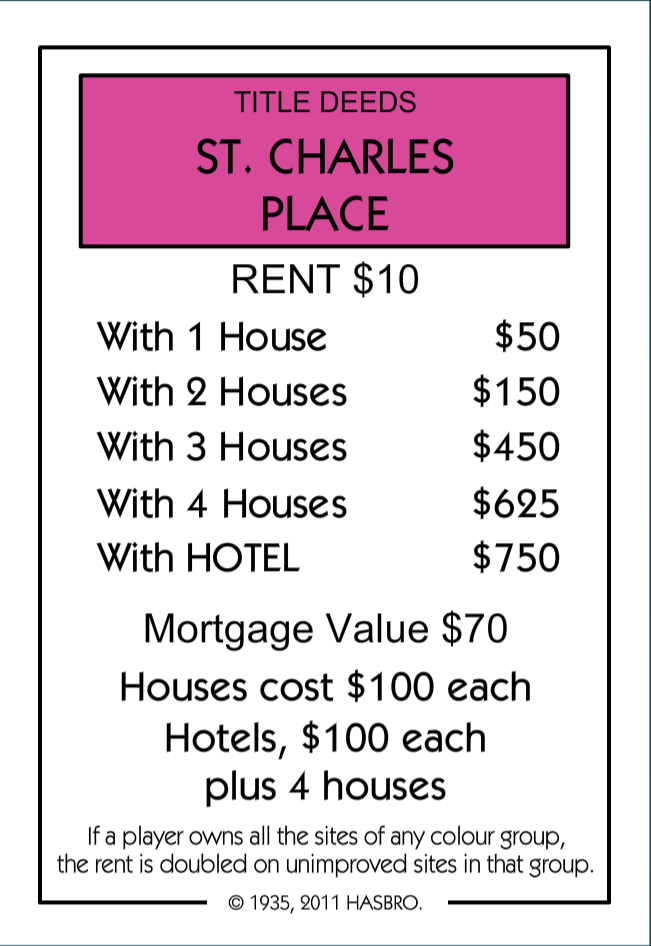 TITLE DEEDS
ST. CHARLES
PLACE
RENT $10
With 1 House $50
With 2 Houses $150
With 3 Houses $450
With 4 Houses $625
With HOTEL $750
Mortgage Value $70
Houses cost $100 each
Hotels, $100 each
plus 4 houses
If a player owns all the sites of any colour group,
the rent is doubled on unimproved sites in that group.
© 1935, 2011 HASBRO.